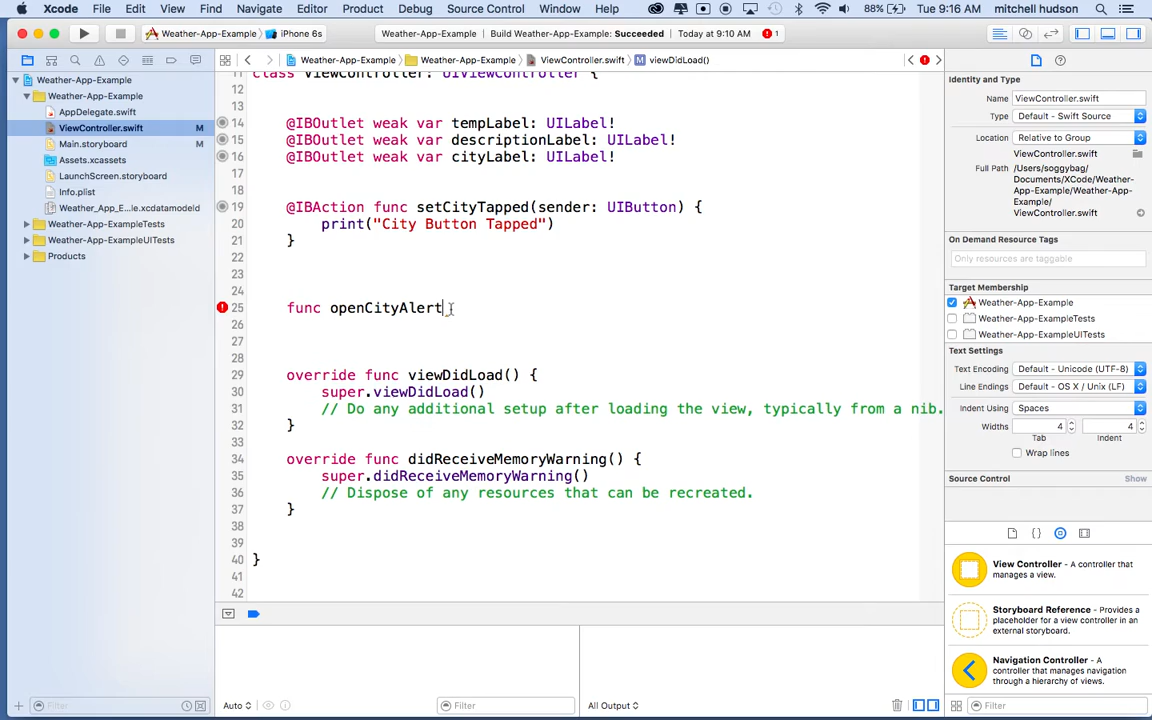 Xcode File Edit View Find Navigate Editor Product Debug Source Control Window Help 88% Tue 9:16 AM mitchell hudson
Weather-App-Example iPhone 6s Weather-App-Example Build Weather-App-Example: Succeeded Today at 9:10 AM 1
Weather-App-Example Weather-App-Example ViewController.swift M viewDidLoad()
Weather-App-Example
Weather-App-Example
AppDelegate.swift
ViewController.swift M
Main.storyboard M
Assets.xcassets
LaunchScreen.storyboard
Info.plist
Weather_App_E...le.xcdatamodeld
Weather-App-ExampleTests
Weather-App-ExampleUITests
Products
Filter
11 class ViewController: UIViewController {
12
13
14 @IBOutlet weak var tempLabel: UILabel!
15 @IBOutlet weak var descriptionLabel: UILabel!
16 @IBOutlet weak var cityLabel: UILabel!
17
18
19 @IBAction func setCityTapped(sender: UIButton) {
20 print("City Button Tapped")
21 }
22
23
24
25 func openCityAlert
26
27
28
29 override func viewDidLoad() {
30 super.viewDidLoad()
31 // Do any additional setup after loading the view, typically from a nib.
32 }
33
34 override func didReceiveMemoryWarning() {
35 super.didReceiveMemoryWarning()
36 // Dispose of any resources that can be recreated.
37 }
38
39
40 }
41
42
Auto Filter All Output
Identity and Type
Name ViewController.swift
Type Default - Swift Source
Location Relative to Group
ViewController.swift
Full Path /Users/soggybag/
Documents/XCode/Weather-
App-Example/Weather-App-
Example/
ViewController.swift
On Demand Resource Tags
Only resources are taggable
Target Membership
Weather-App-Example
Weather-App-ExampleTests
Weather-App-ExampleUITests
Text Settings
Text Encoding Default - Unicode (UTF-8)
Line Endings Default - OS X / Unix (LF)
Indent Using Spaces
Widths 4 4
Tab Indent
Wrap lines
Source Control Show
View Controller - A controller that
manages a view.
Storyboard Reference - Provides a
placeholder for a view controller in an
external storyboard.
Navigation Controller - A
controller that manages navigation
through a hierarchy of views.
Filter